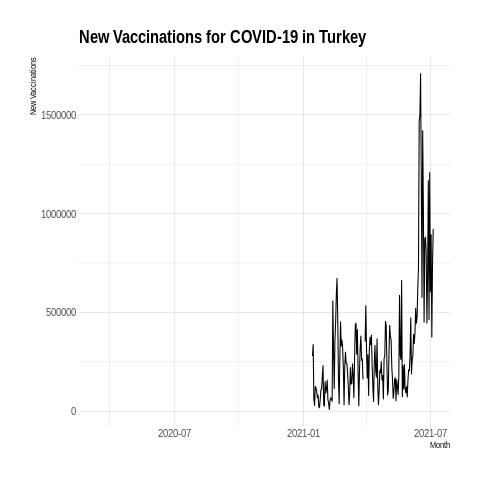 New Vaccinations for COVID-19 in Turkey
New Vaccinations
1500000
1000000
500000
0
2020-07 2021-01 2021-07
Month